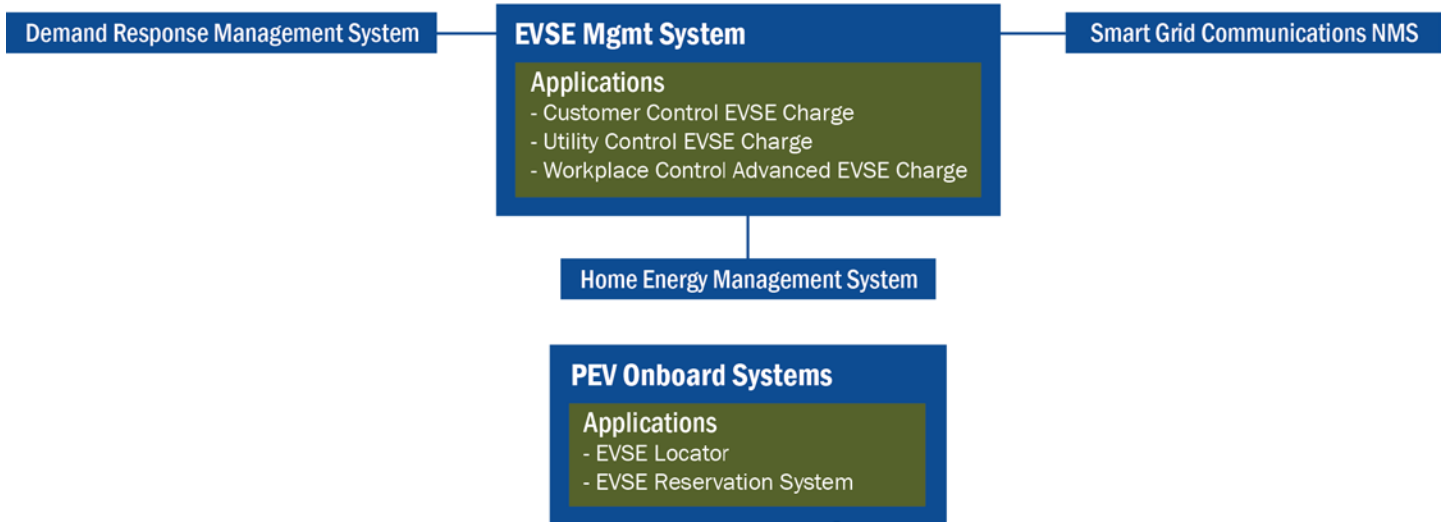 Demand Response Management System
EVSE Mgmt System
Smart Grid Communications NMS
Applications
- Customer Control EVSE Charge
- Utility Control EVSE Charge
- Workplace Control Advanced EVSE Charge
Home Energy Management System
PEV Onboard Systems
Applications
- EVSE Locator
- EVSE Reservation System